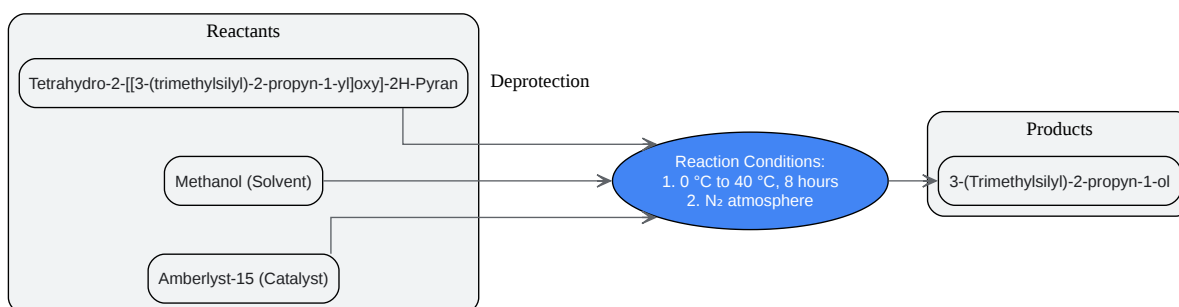 Reactants
Tetrahydro-2-[[3-(trimethylsilyl)-2-propyn-1-yl]oxy]-2H-Pyran
Methanol (Solvent)
Amberlyst-15 (Catalyst)
Deprotection
Reaction Conditions:
1. 0 °C to 40 °C, 8 hours
2. N₂ atmosphere
Products
3-(Trimethylsilyl)-2-propyn-1-ol